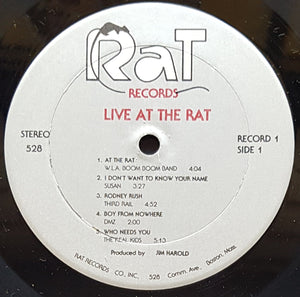 RaT
RECORDS
LIVE AT THE RAT
STEREO
528
RECORD 1
SIDE 1
1. AT THE RAT
W.L.A. BOOM BOOM BAND 4:04
2. I DON'T WANT TO KNOW YOUR NAME
SUSAN 3:27
3. RODNEY RUSH
THIRD RAIL 4:52
4. BOY FROM NOWHERE
DMZ 2:00
5. WHO NEEDS YOU
THE REAL KIDS 5:13
Produced by JIM HAROLD
RAT RECORDS CO., INC. 528 Comm. Ave., Boston, Mass.